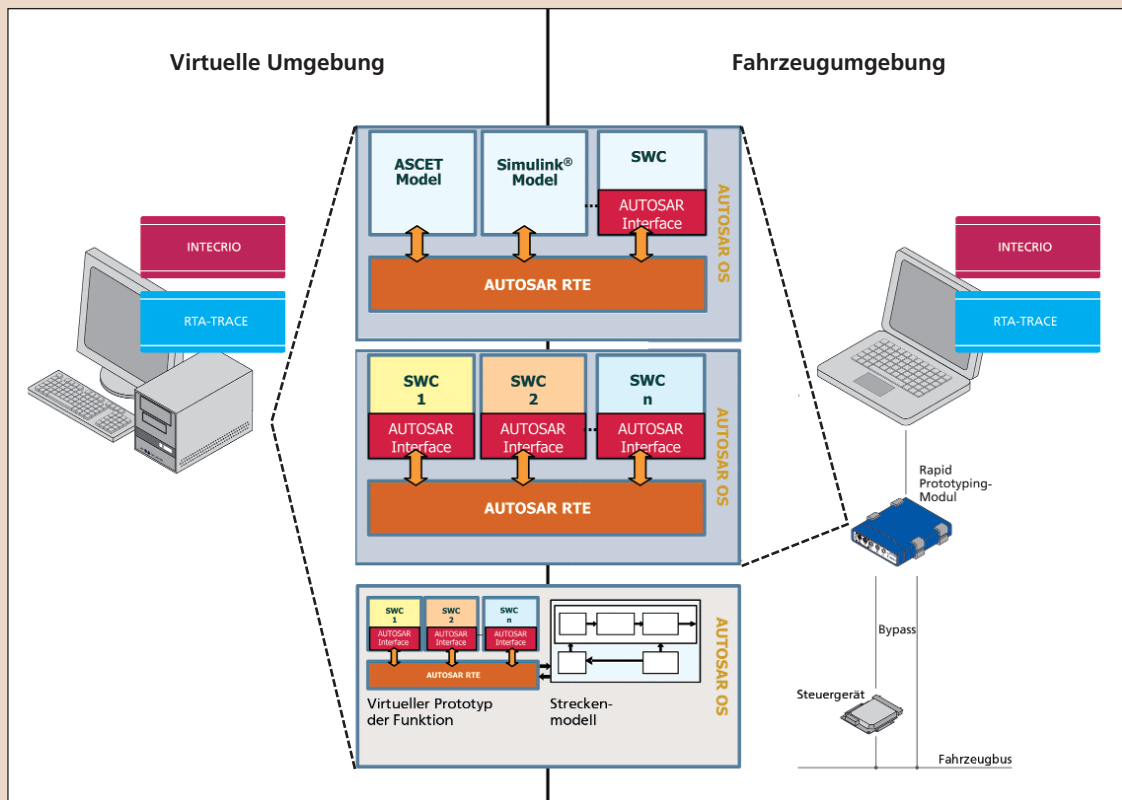 Virtuelle Umgebung
Fahrzeugumgebung
ASCET
Model
Simulink®
Model
SWC
AUTOSAR
Interface
AUTOSAR RTE
AUTOSAR OS
INTECRIO
RTA-TRACE
INTECRIO
RTA-TRACE
SWC
1
SWC
2
SWC
n
AUTOSAR
Interface
AUTOSAR
Interface
AUTOSAR
Interface
AUTOSAR RTE
AUTOSAR OS
Rapid
Prototyping-
Modul
SWC
1
SWC
2
SWC
n
AUTOSAR
Interface
AUTOSAR
Interface
AUTOSAR
Interface
AUTOSAR RTE
Virtueller Prototyp
der Funktion
Strecken-
modell
AUTOSAR OS
Bypass
Steuergerät
Fahrzeugbus